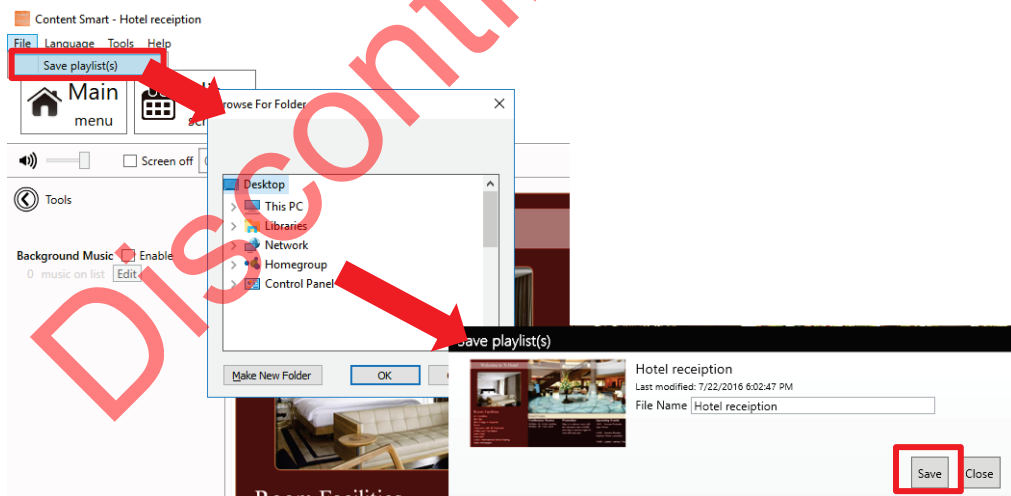 Content Smart - Hotel receiption
File Language Tools Help
Save playlist(s)
Main
menu
Browse For Folder
Screen off
Tools
Desktop
This PC
Libraries
Network
Homegroup
Control Panel
Background Music Enable
0 music on list Edit
Make New Folder OK
Save playlist(s)
Hotel receiption
Last modified: 7/22/2016 6:02:47 PM
File Name Hotel receiption
Save Close
Room Facilities